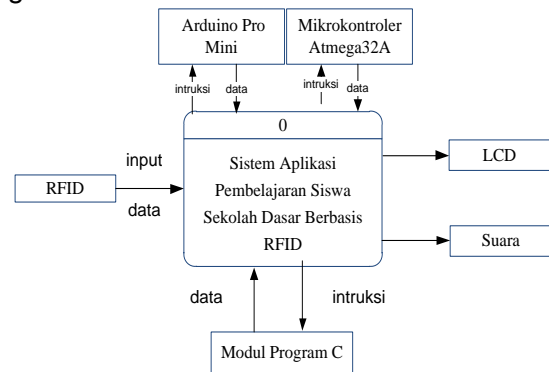 Arduino Pro
Mini
Mikrokontroler
Atmega32A
intruksi
data
intruksi
data
0
Sistem Aplikasi
Pembelajaran Siswa
Sekolah Dasar Berbasis
RFID
input
RFID
data
LCD
Suara
data
intruksi
Modul Program C